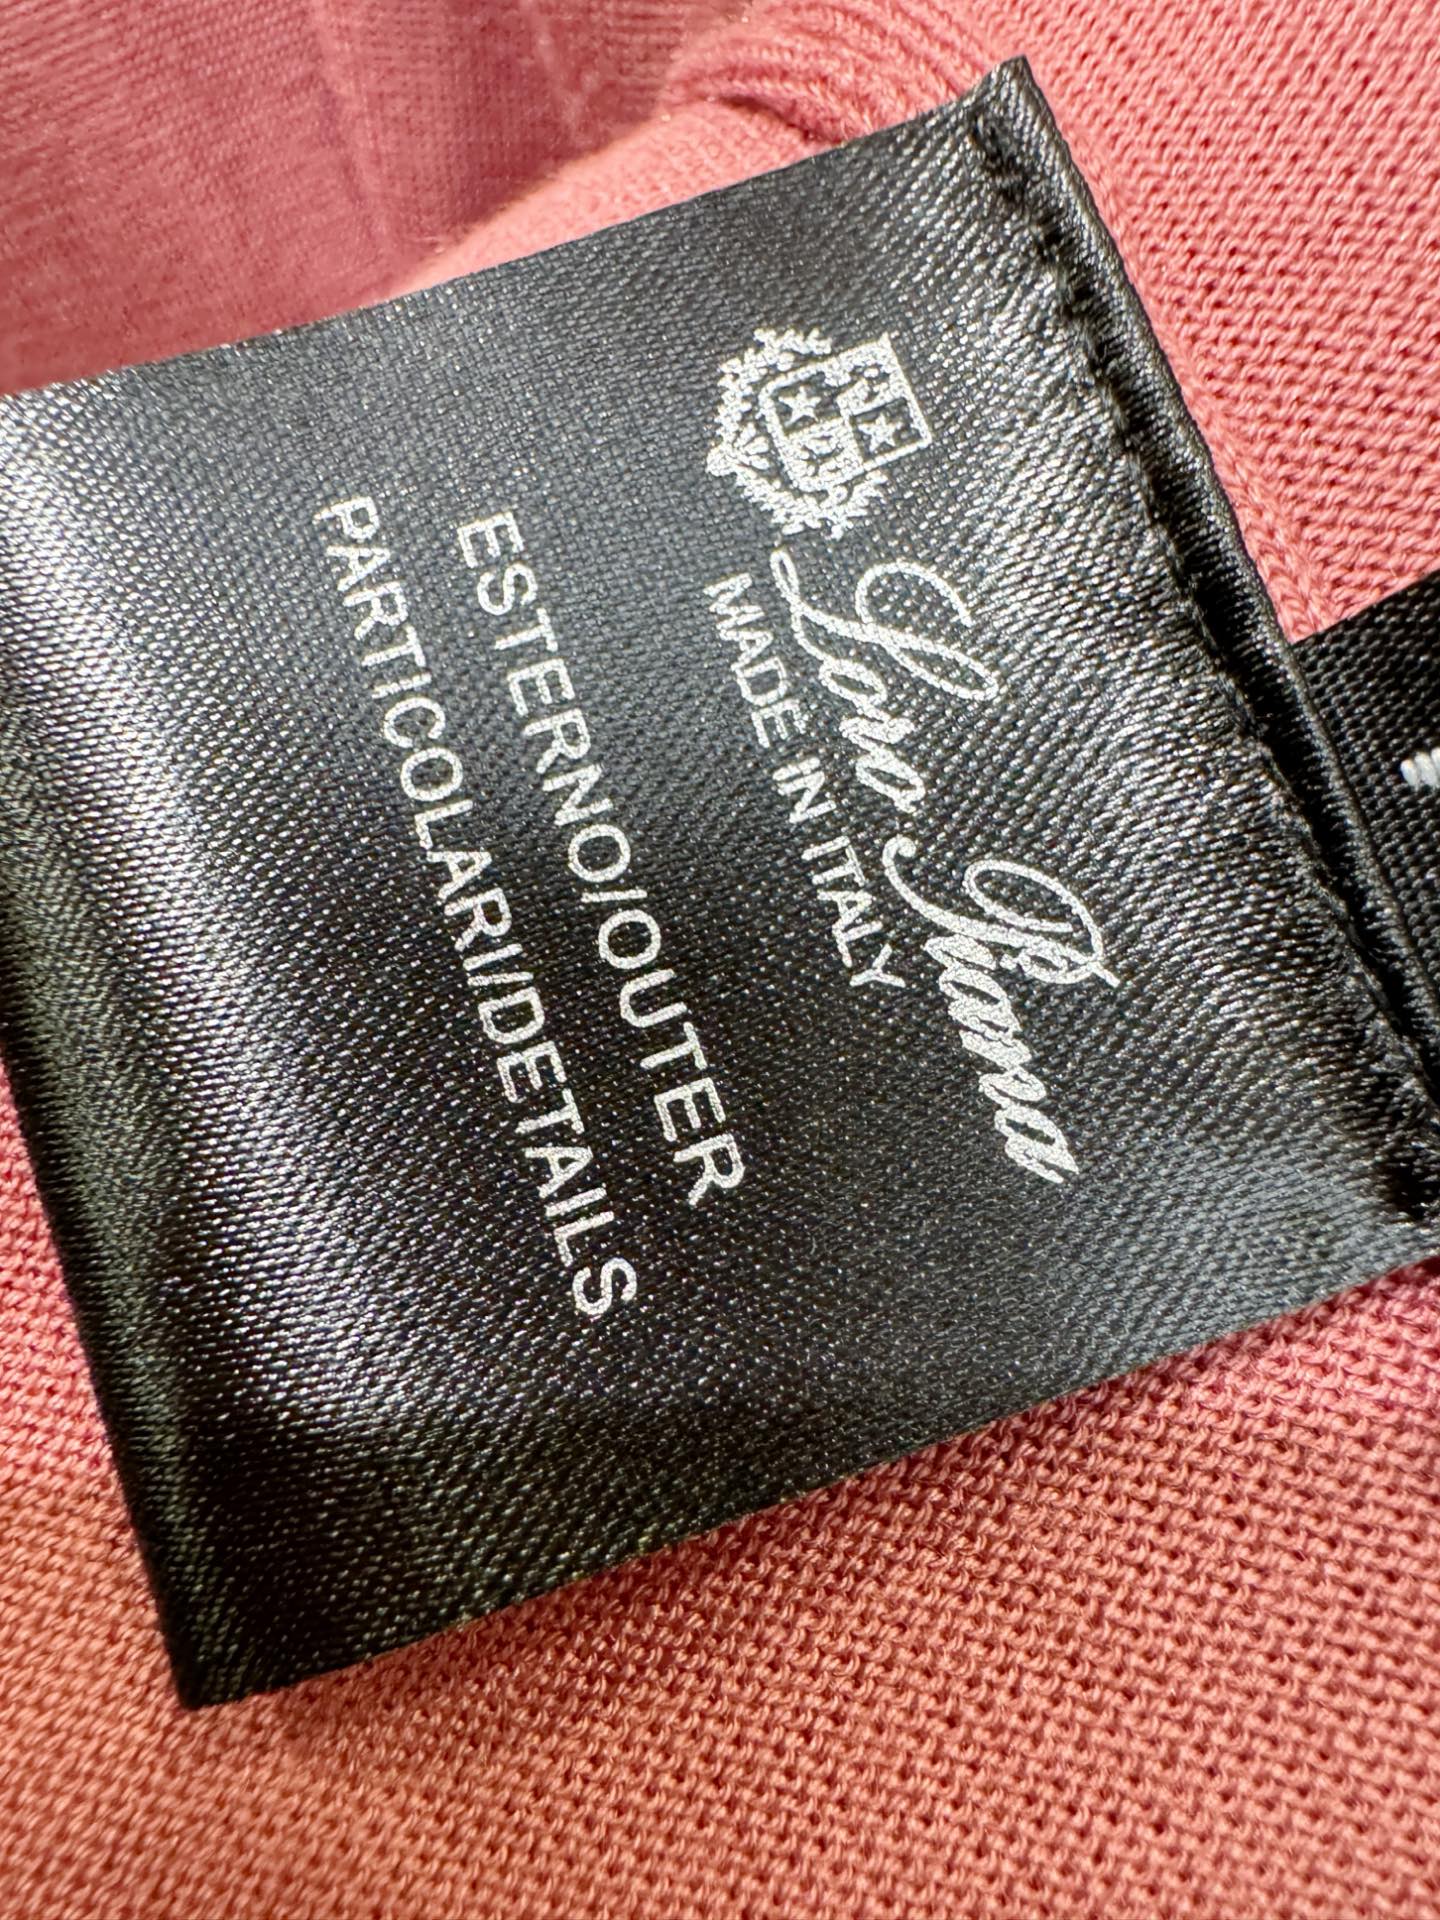 Loro Piana
MADE IN ITALY
ESTERNO/OUTER
PARTICOLARI/DETAILS